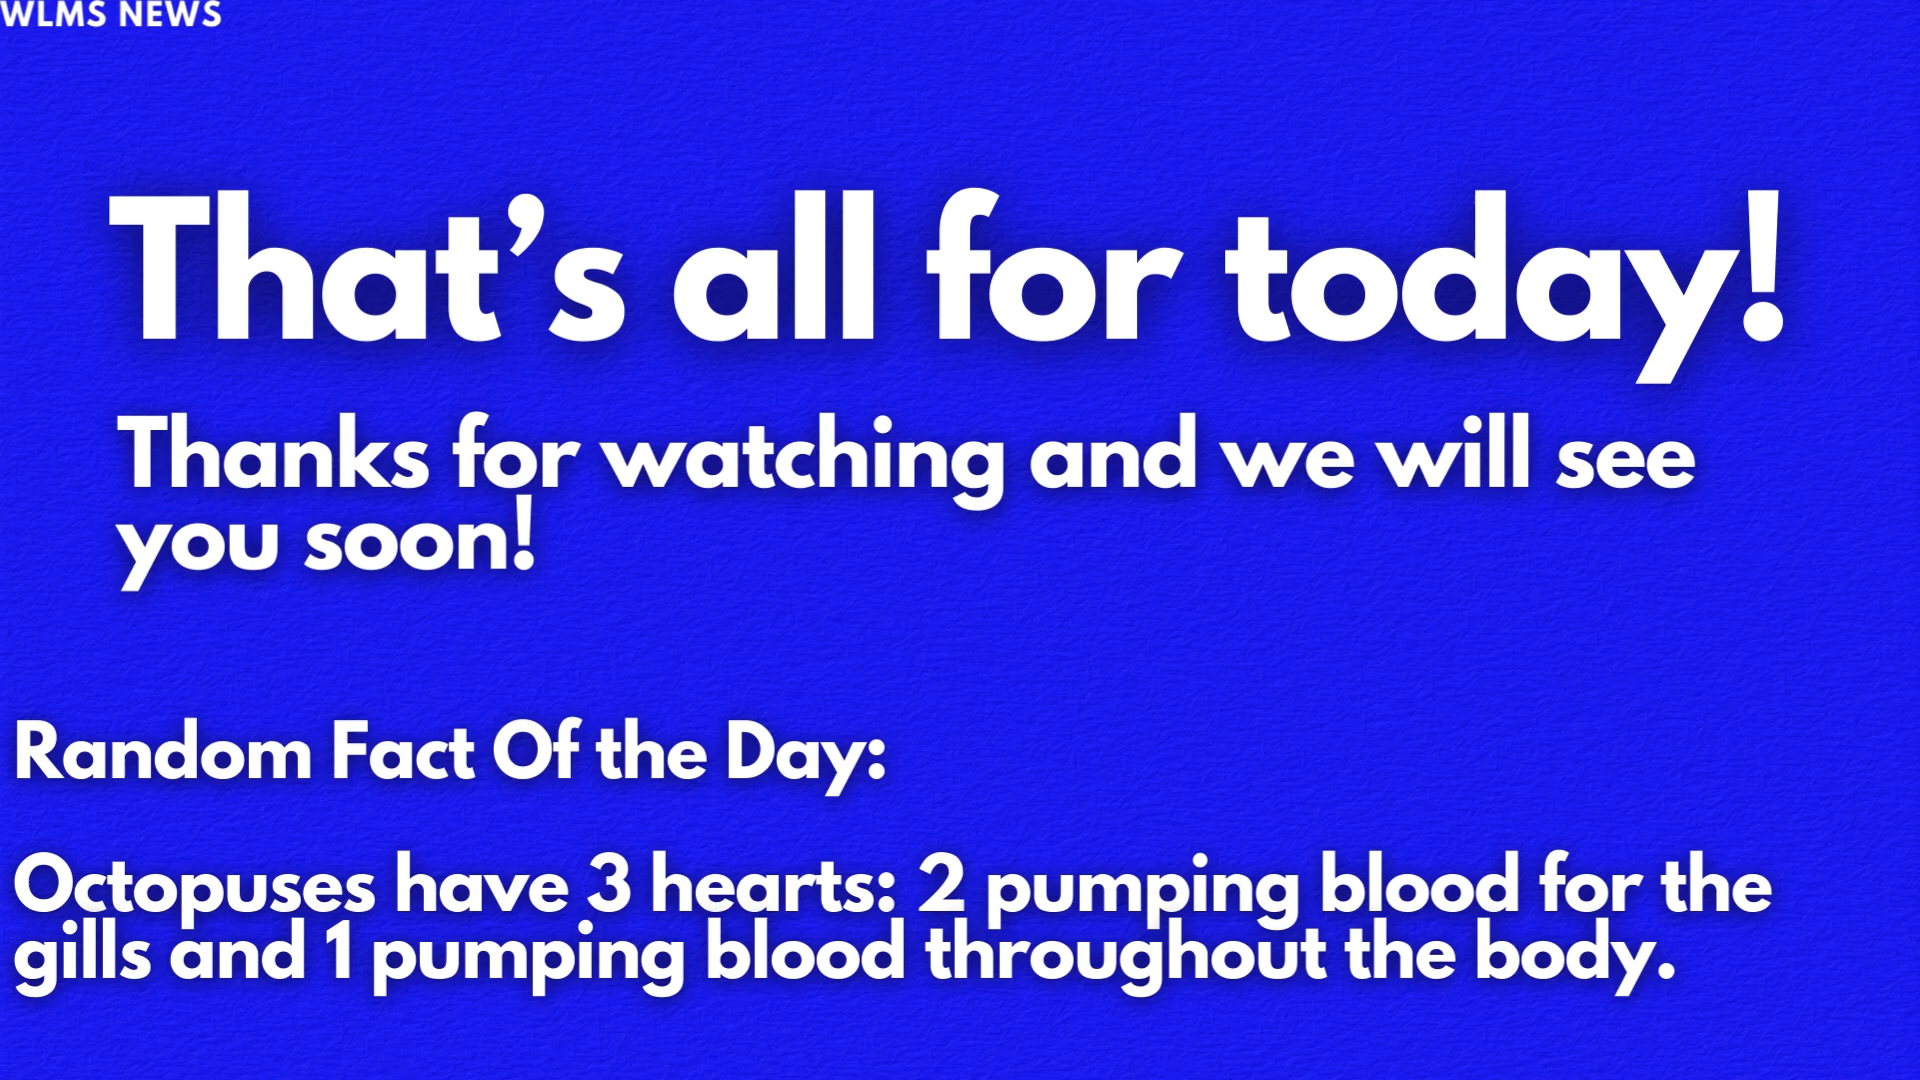 WLMS NEWS
That’s all for today!
Thanks for watching and we will see
you soon!
Random Fact Of the Day:
Octopuses have 3 hearts: 2 pumping blood for the
gills and 1 pumping blood throughout the body.